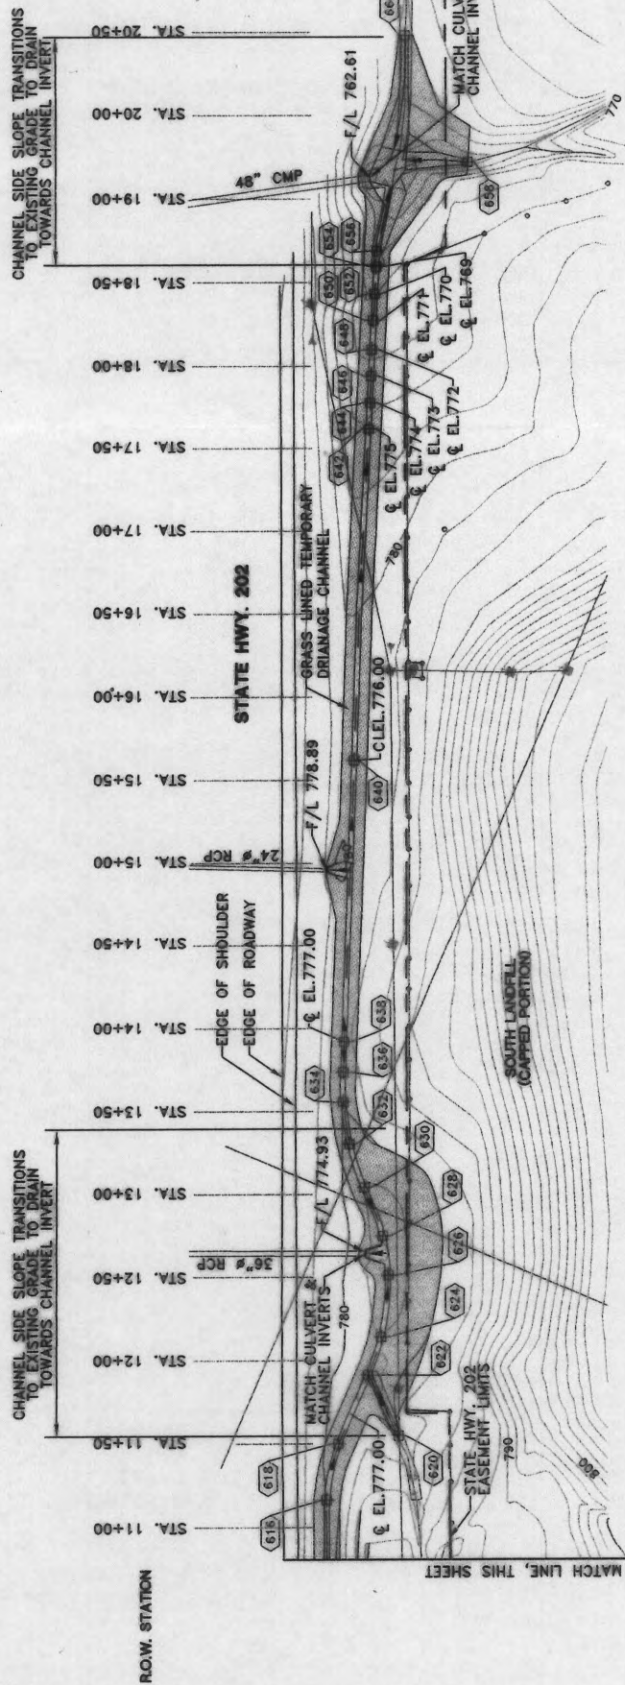 CHANNEL SIDE SLOPE TRANSITIONS
TO EXISTING GRADE TO DRAIN
TOWARDS CHANNEL INVERT
CHANNEL SIDE SLOPE TRANSITIONS
TO EXISTING GRADE TO DRAIN
TOWARDS CHANNEL INVERT
R.O.W. STATION
STA. 11+00
STA. 11+50
STA. 12+00
STA. 12+50
STA. 13+00
STA. 13+50
STA. 14+00
STA. 14+50
STA. 15+00
STA. 15+50
STA. 16+00
STA. 16+50
STA. 17+00
STA. 17+50
STA. 18+00
STA. 18+50
STA. 19+00
STA. 20+00
STA. 20+50
36"ø RCP
24"ø RCP
48" CMP
EDGE OF SHOULDER
EDGE OF ROADWAY
STATE HWY. 202
MATCH CULVERT &
CHANNEL INVERTS
780
F/L 774.93
℄ EL.777.00
F/L 778.89
GRASS LINED TEMPORARY
DRIANAGE CHANNEL
F/L 762.61
616
618
634
642
644
646
648
650
652
654
656
℄ EL.777.00
620
622
624
626
628
630
632
636
638
640
CLEL.776.00
780
℄ EL.775
℄ EL.774
℄ EL.773
℄ EL.772
℄ EL.771
℄ EL.770
℄ EL.769
658
MATCH CULV
CHANNEL INV
66
770
STATE HWY. 202
EASEMENT LIMITS
790
800
SOUTH LANDFILL
(CAPPED PORTION)
MATCH LINE, THIS SHEET